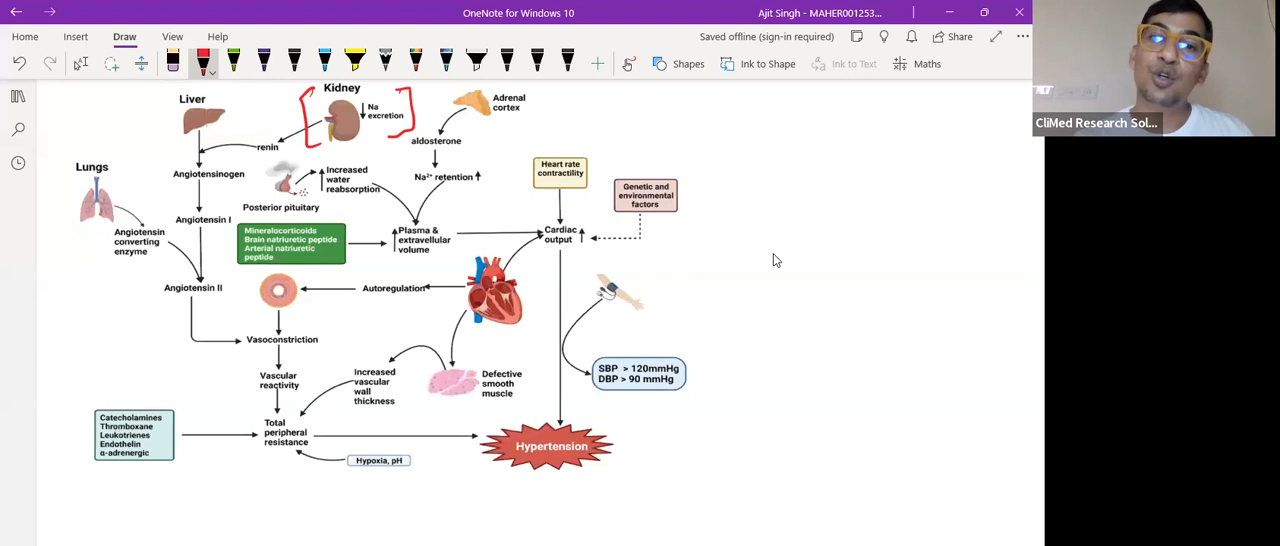 OneNote for Windows 10
Ajit Singh - MAHER001253...
Home
Insert
Draw
View
Help
Saved offline (sign-in required)
Share
Shapes
Ink to Shape
Ink to Text
Maths
CliMed Research Sol...
Kidney
Na
excretion
Liver
Adrenal
cortex
renin
aldosterone
Lungs
Angiotensinogen
Increased
water
reabsorption
Na²⁺ retention
Heart rate
contractility
Genetic and
environmental
factors
Posterior pituitary
Angiotensin I
Angiotensin
converting
enzyme
Mineralocorticoids
Brain natriuretic peptide
Arterial natriuretic
peptide
Plasma &
extravellular
volume
Cardiac
output
Angiotensin II
Autoregulation
Vasoconstriction
Vascular
reactivity
Increased
vascular
wall
thickness
Defective
smooth
muscle
SBP > 120mmHg
DBP > 90 mmHg
Catecholamines
Thromboxane
Leukotrienes
Endothelin
α-adrenergic
Total
peripheral
resistance
Hypertension
Hypoxia, pH